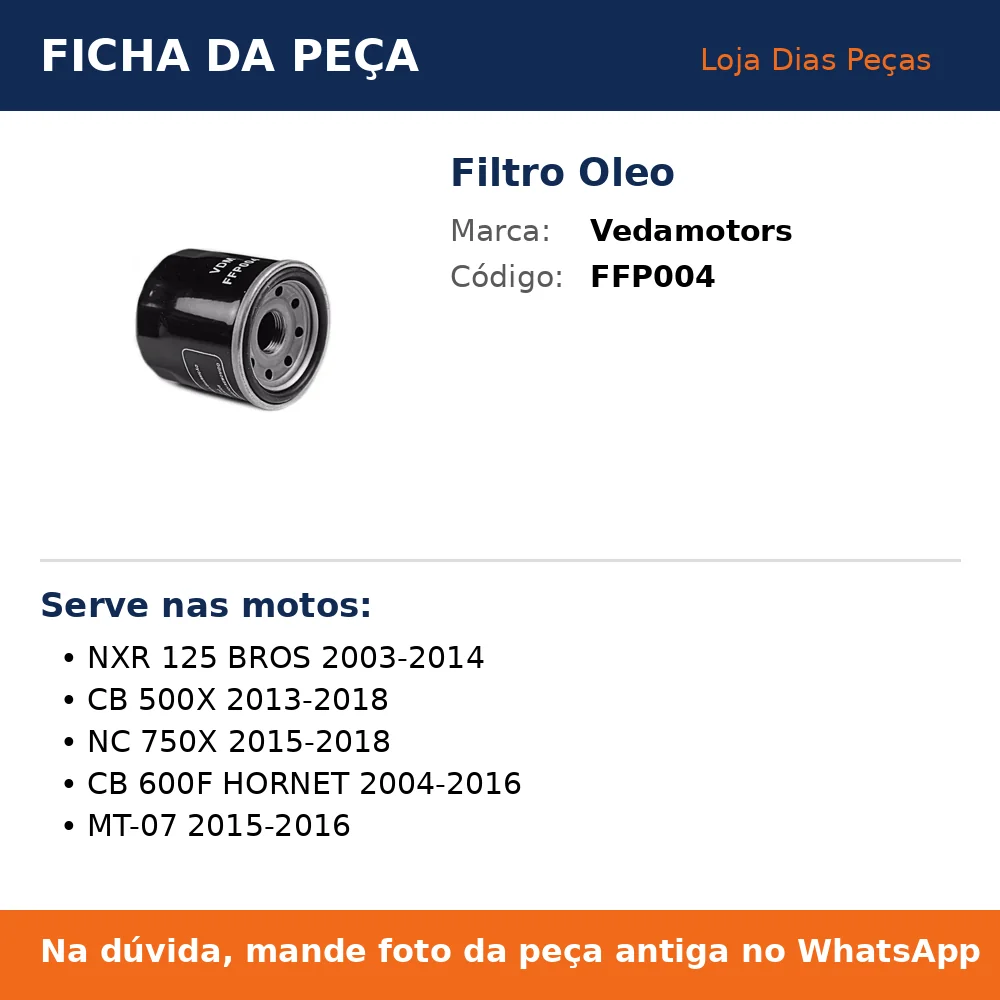 FICHA DA PEÇA
Loja Dias Peças
Filtro Oleo
Marca: Vedamotors
Código: FFP004
VDM
FFP004
Serve nas motos:
• NXR 125 BROS 2003-2014
• CB 500X 2013-2018
• NC 750X 2015-2018
• CB 600F HORNET 2004-2016
• MT-07 2015-2016
Na dúvida, mande foto da peça antiga no WhatsApp